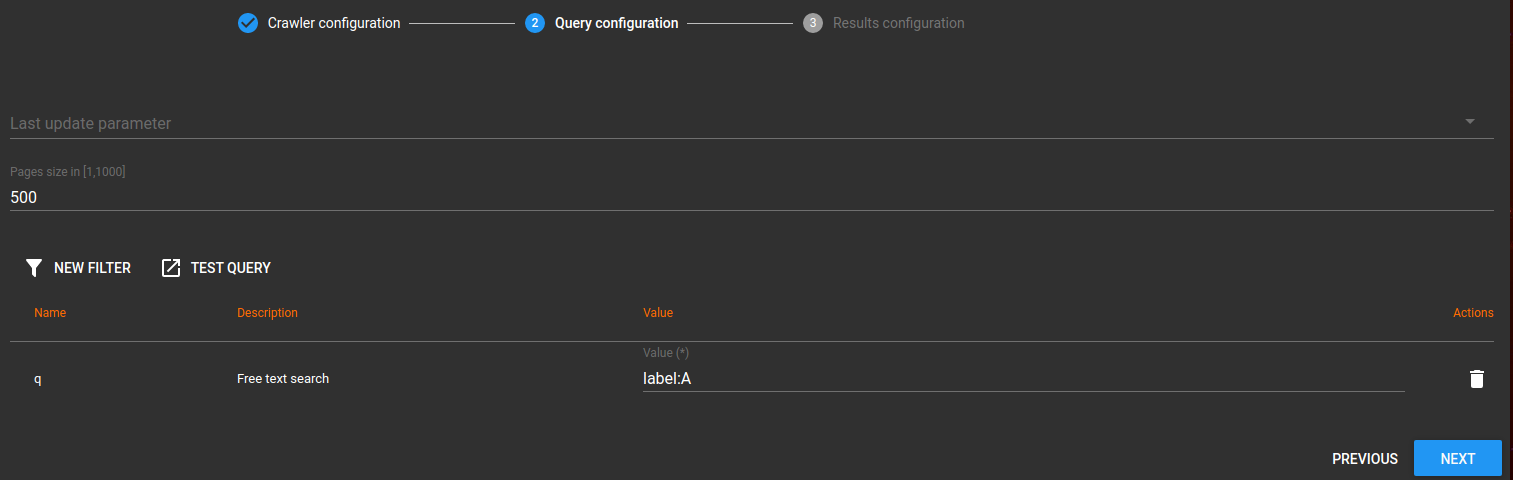 Crawler configuration 2 Query configuration 3 Results configuration
Last update parameter
Pages size in [1,1000]
500
NEW FILTER TEST QUERY
Name Description Value Actions
Value (*)
q Free text search label:A
PREVIOUS NEXT